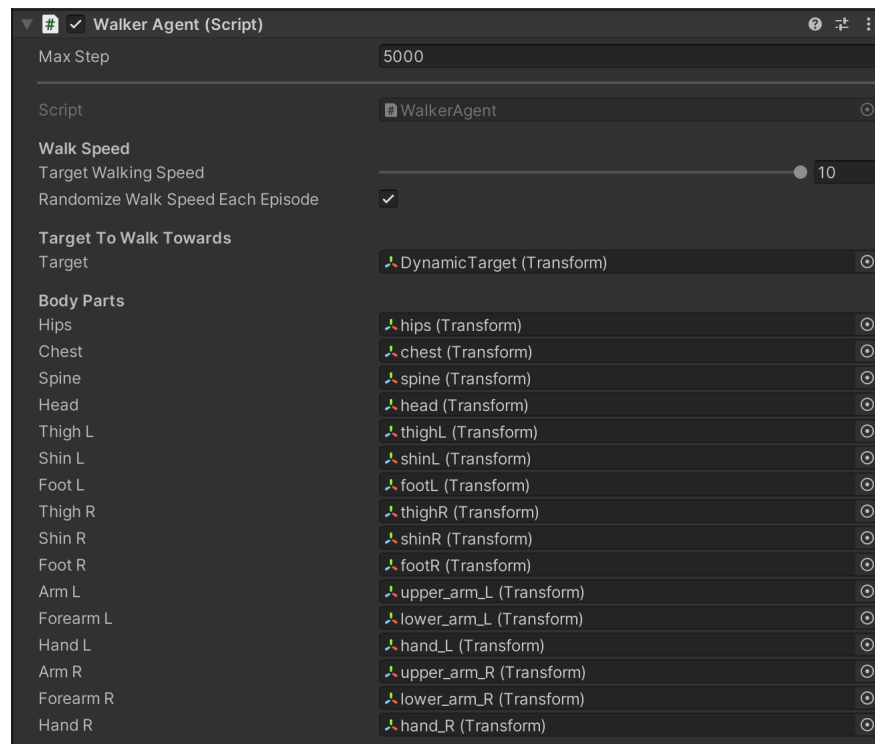 Walker Agent (Script)
Max Step 5000
Script WalkerAgent
Walk Speed
Target Walking Speed 10
Randomize Walk Speed Each Episode
Target To Walk Towards
Target DynamicTarget (Transform)
Body Parts
Hips hips (Transform)
Chest chest (Transform)
Spine spine (Transform)
Head head (Transform)
Thigh L thighL (Transform)
Shin L shinL (Transform)
Foot L footL (Transform)
Thigh R thighR (Transform)
Shin R shinR (Transform)
Foot R footR (Transform)
Arm L upper_arm_L (Transform)
Forearm L lower_arm_L (Transform)
Hand L hand_L (Transform)
Arm R upper_arm_R (Transform)
Forearm R lower_arm_R (Transform)
Hand R hand_R (Transform)